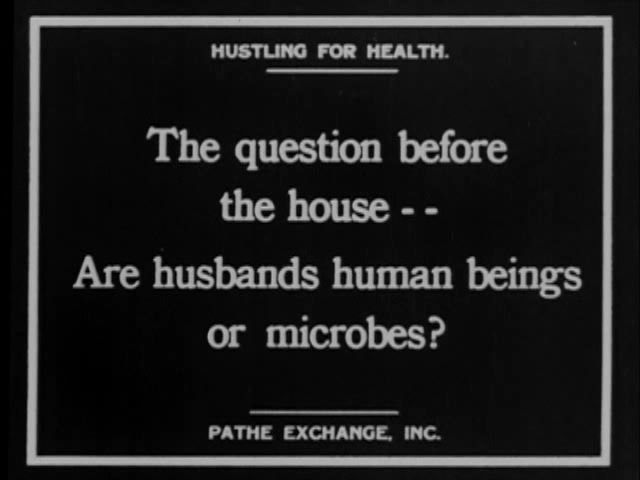 HUSTLING FOR HEALTH.
The question before
the house - -
Are husbands human beings
or microbes?
PATHE EXCHANGE, INC.